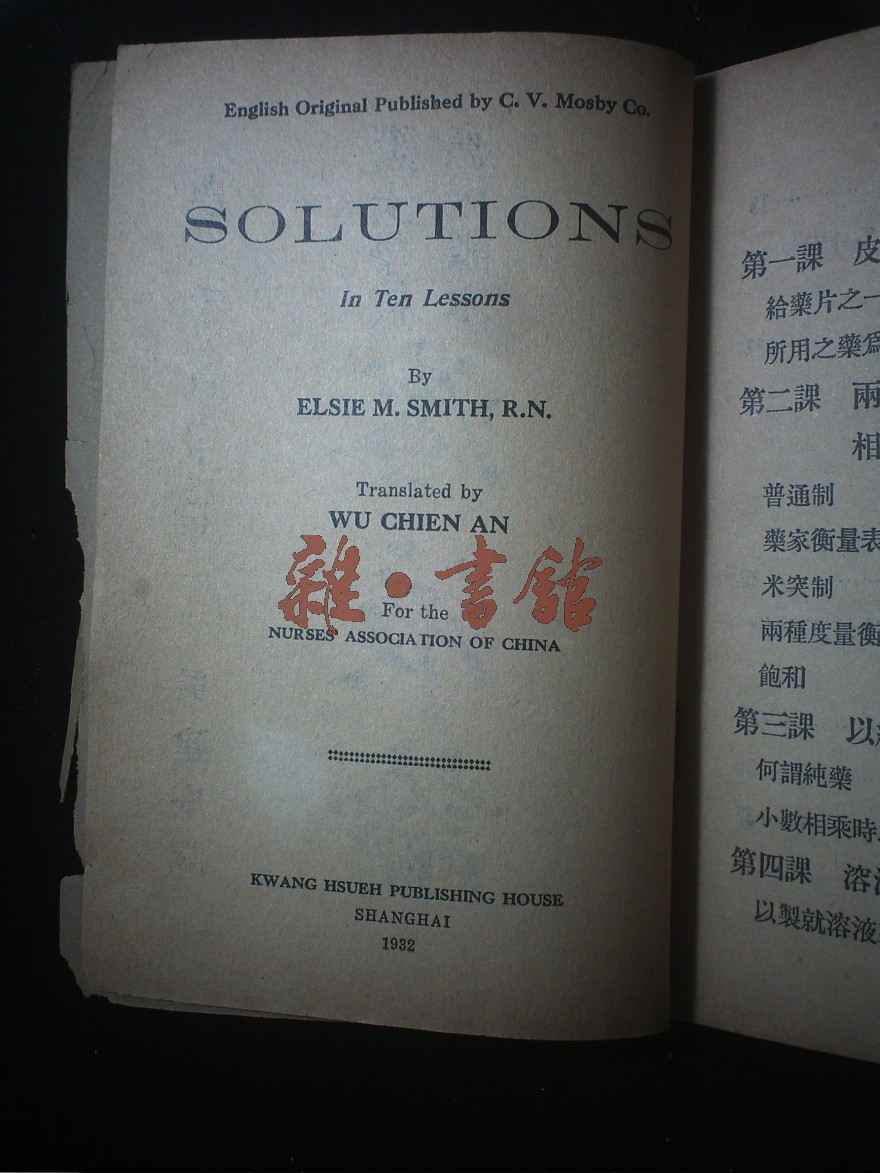 English Original Published by C. V. Mosby Co.
SOLUTIONS
In Ten Lessons
By
ELSIE M. SMITH, R.N.
Translated by
WU CHIEN AN
雜·書館
For the
NURSES' ASSOCIATION OF CHINA
KWANG HSUEH PUBLISHING HOUSE
SHANGHAI
1932
第一課 皮
給藥片之一
所用之藥爲
第二課 兩
相
普通制
藥家衡量表
米突制
兩種度量衡
飽和
第三課 以
何謂純藥
小數相乘時
第四課 溶
以製就溶液